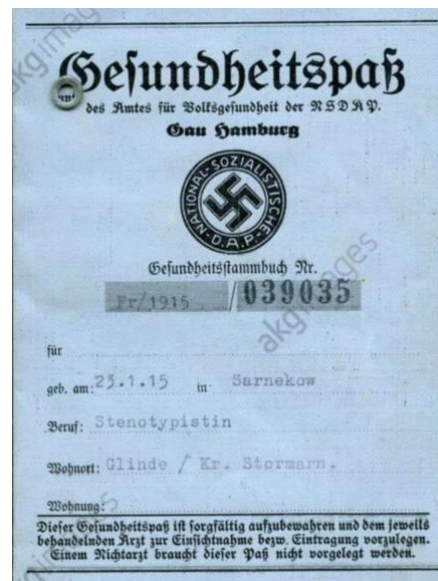 akgimages
Gesundheitspaß
des Amtes für Volksgesundheit der NSDAP.
Gau Hamburg
NATIONAL-SOZIALISTISCHE
D.A.P.
Gesundheitsstammbuch Nr.
Fr/1915 / 039035
akgimages
für
geb. am: 23.1.15 in Sarnekow
Beruf: Stenotypistin
Wohnort: Glinde / Kr. Stormarn.
Wohnung:
Dieser Gesundheitspaß ist sorgfältig aufzubewahren und dem jeweils
behandelnden Arzt zur Einsichtnahme bezw. Eintragung vorzulegen.
Einem Nichtarzt braucht dieser Paß nicht vorgelegt werden.